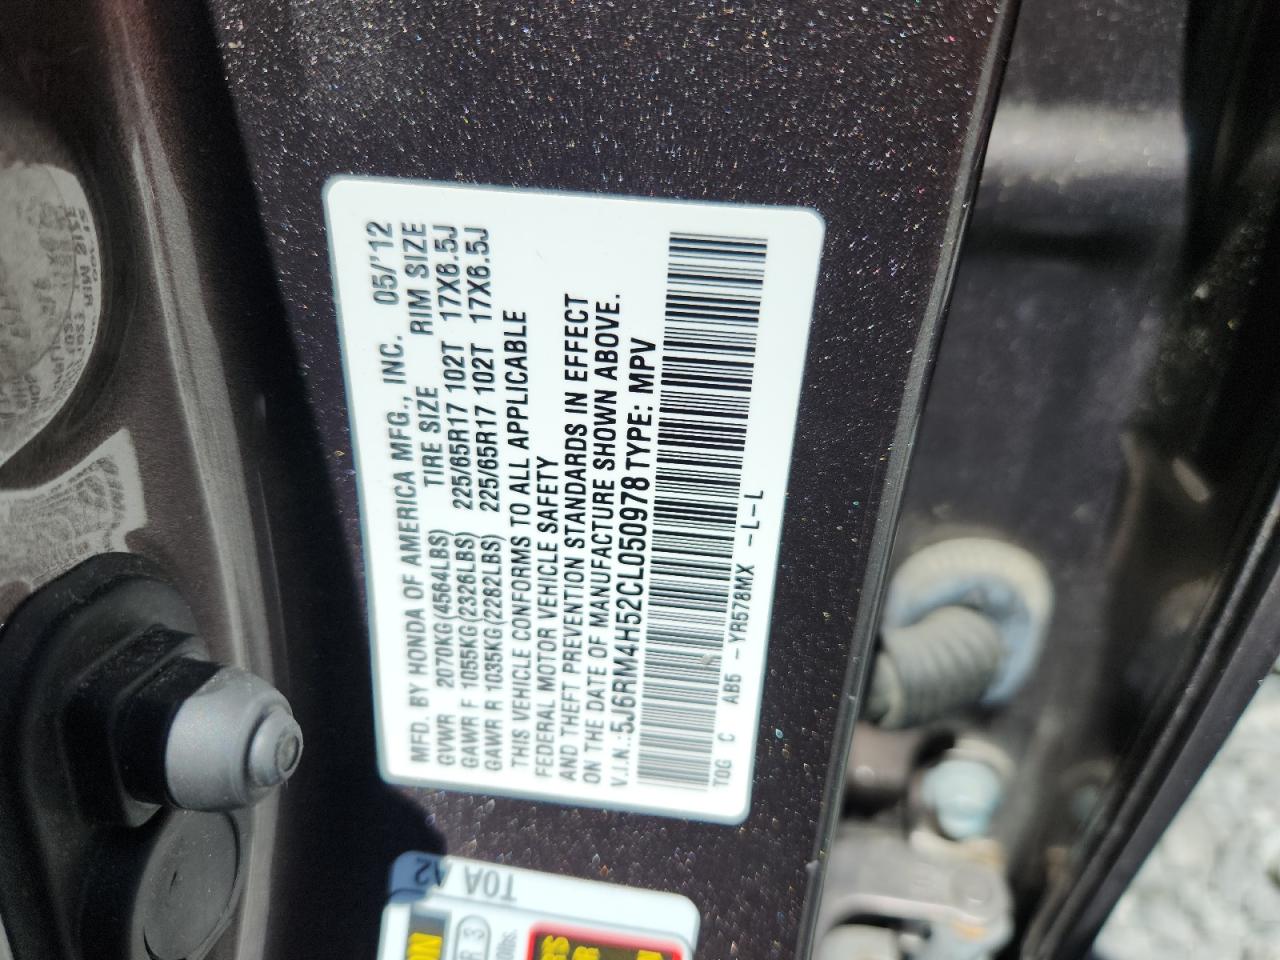 MFD. BY HONDA OF AMERICA MFG., INC. 05/'12
GVWR 2070KG(4564LBS) TIRE SIZE RIM SIZE
GAWR F 1055KG(2326LBS) 225/65R17 102T 17X6.5J
GAWR R 1035KG(2282LBS) 225/65R17 102T 17X6.5J
THIS VEHICLE CONFORMS TO ALL APPLICABLE
FEDERAL MOTOR VEHICLE SAFETY
AND THEFT PREVENTION STANDARDS IN EFFECT
ON THE DATE OF MANUFACTURE SHOWN ABOVE.
V.I.N.: 5J6RM4H52CL050978 TYPE: MPV
T0G C AB5 -YR578MX -L-L
T0A A2